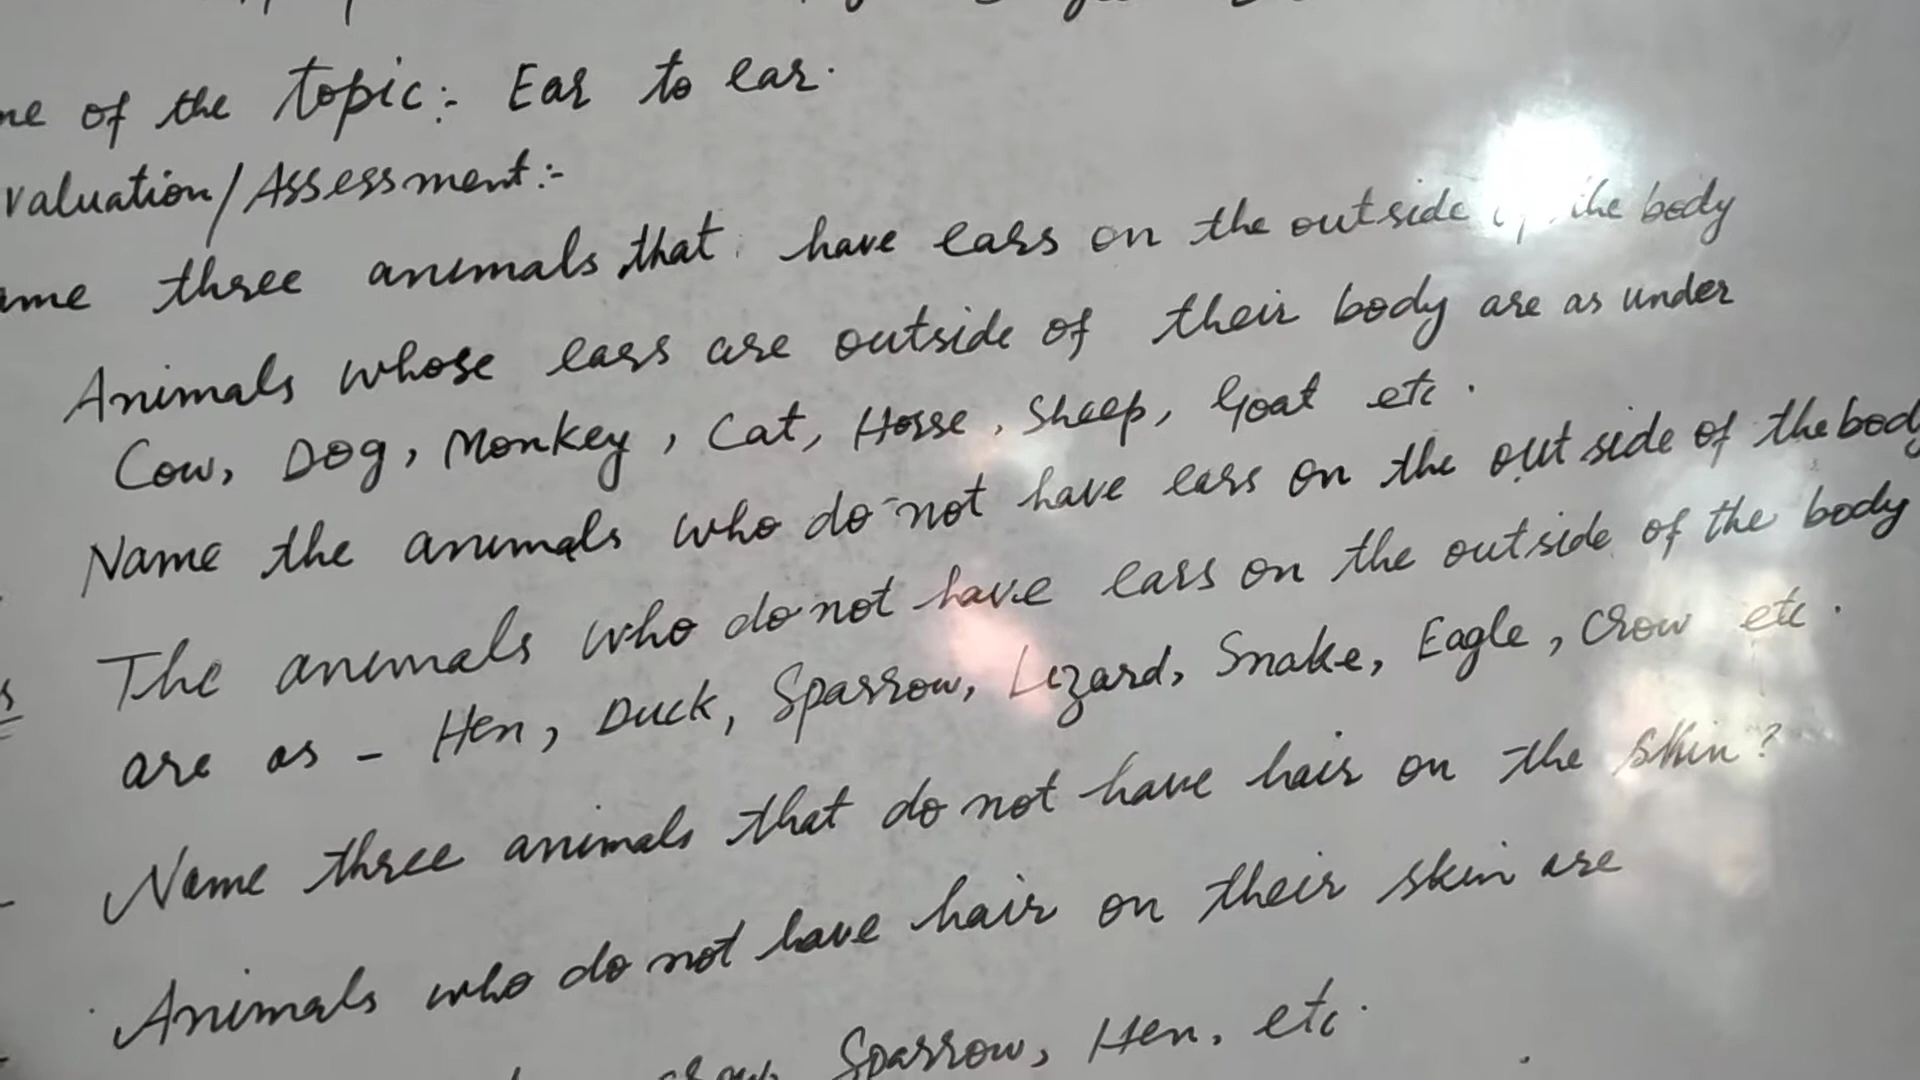 of the topic:- Ear to ear.
valuation/Assessment:-
three animals that have ears on the outside the body
Animals whose ears are outside of their body are as under
Cow, Dog, Monkey, Cat, Horse, Sheep, Goat etc.
Name the animals who do not have ears on the outside of the body
The animals who do not have ears on the outside of the body
are as - Hen, Duck, Sparrow, Lizard, Snake, Eagle, Crow etc.
Name three animals that do not have hair on the skin?
Animals who do not have hair on their skin are
Sparrow, Hen, etc.